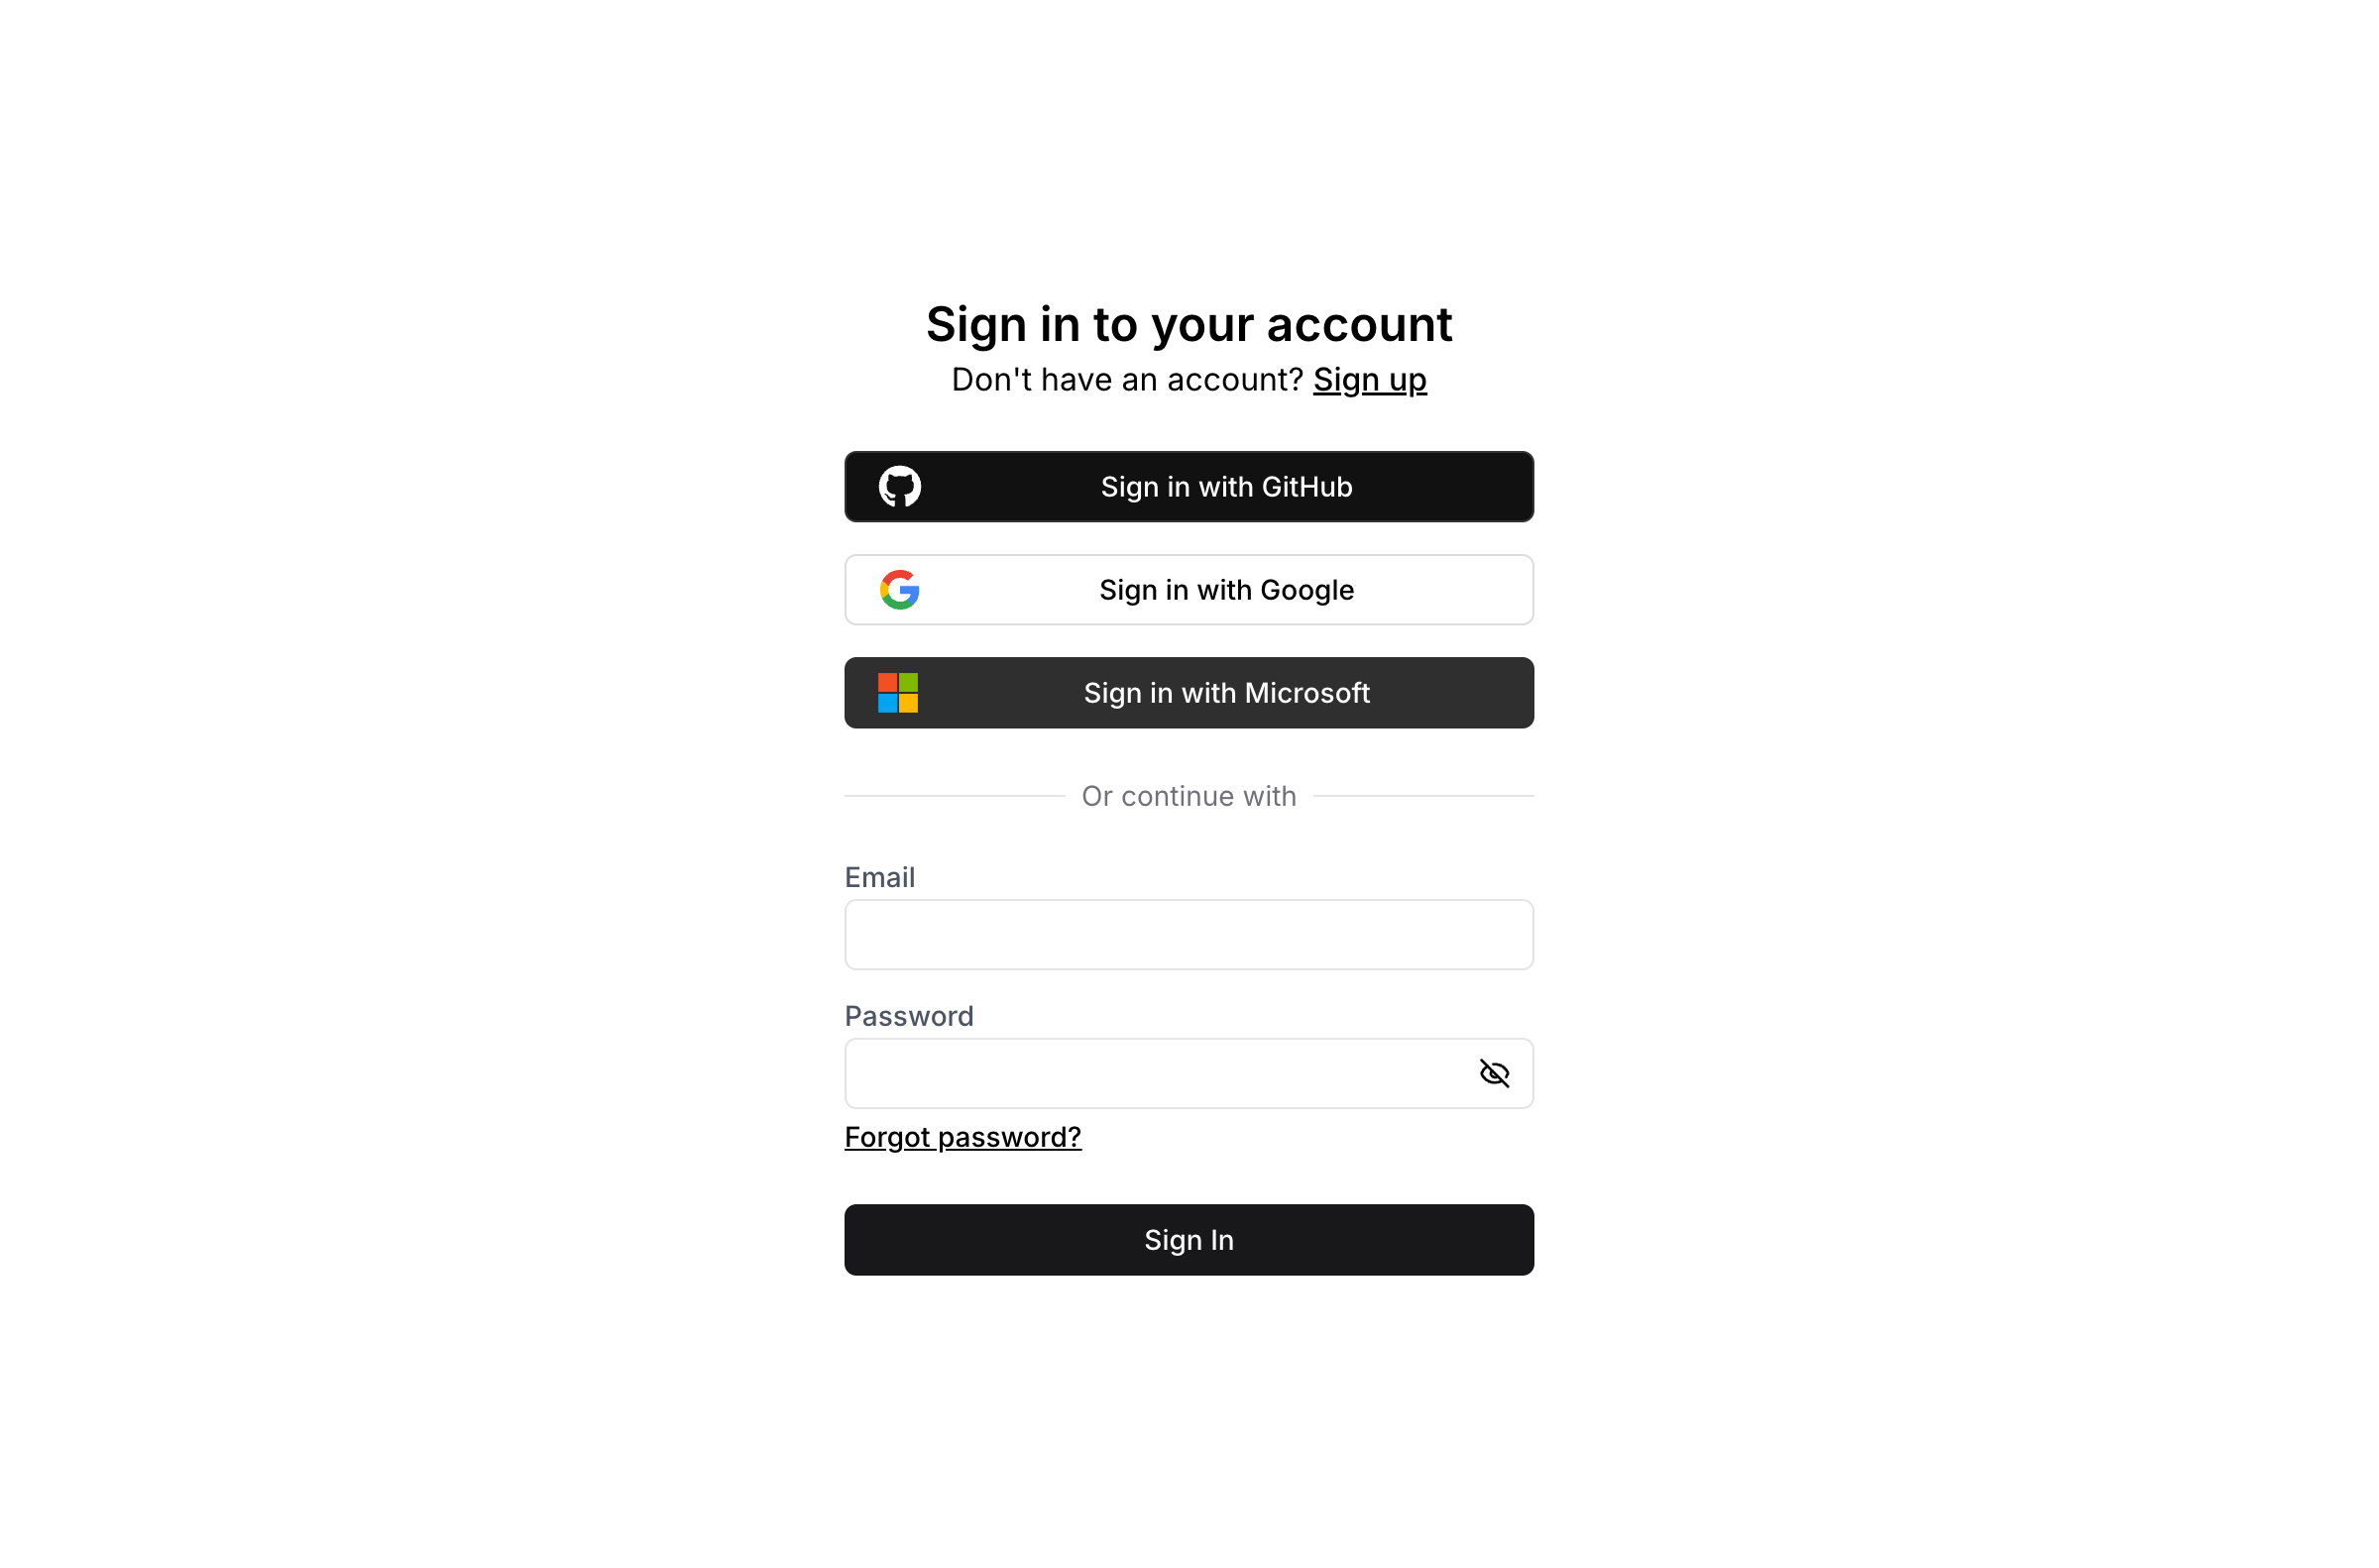 Sign in to your account
Don't have an account? Sign up
Sign in with GitHub
Sign in with Google
Sign in with Microsoft
Or continue with
Email
Password
Forgot password?
Sign In